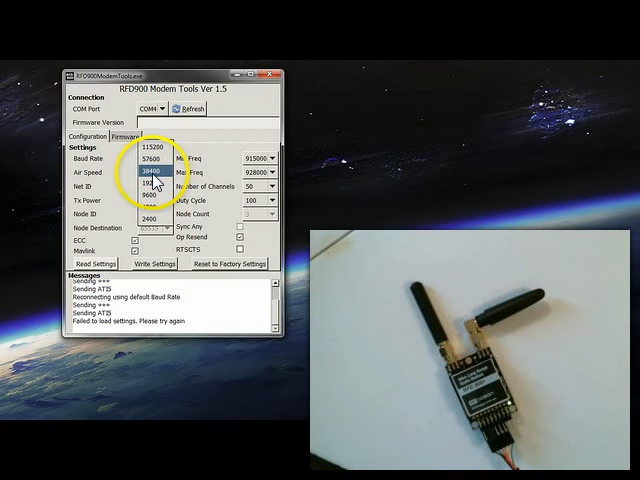 RFD900ModemTools.exe
RFD900 Modem Tools Ver 1.5
Connection
COM Port COM4 Refresh
Firmware Version
Configuration Firmware
Settings
115200
Baud Rate 57600 Min Freq 915000
Air Speed 38400 Max Freq 928000
Net ID 192 Number of Channels 50
Tx Power 9600 Duty Cycle 100
Node ID 2400 Node Count 3
Node Destination 65535 Sync Any
ECC Op Resend
Mavlink RTSCTS
Read Settings Write Settings Reset to Factory Settings
Messages
Sending +++
Sending ATI5
Reconnecting using default Baud Rate
Sending +++
Sending ATI5
Failed to load settings. Please try again